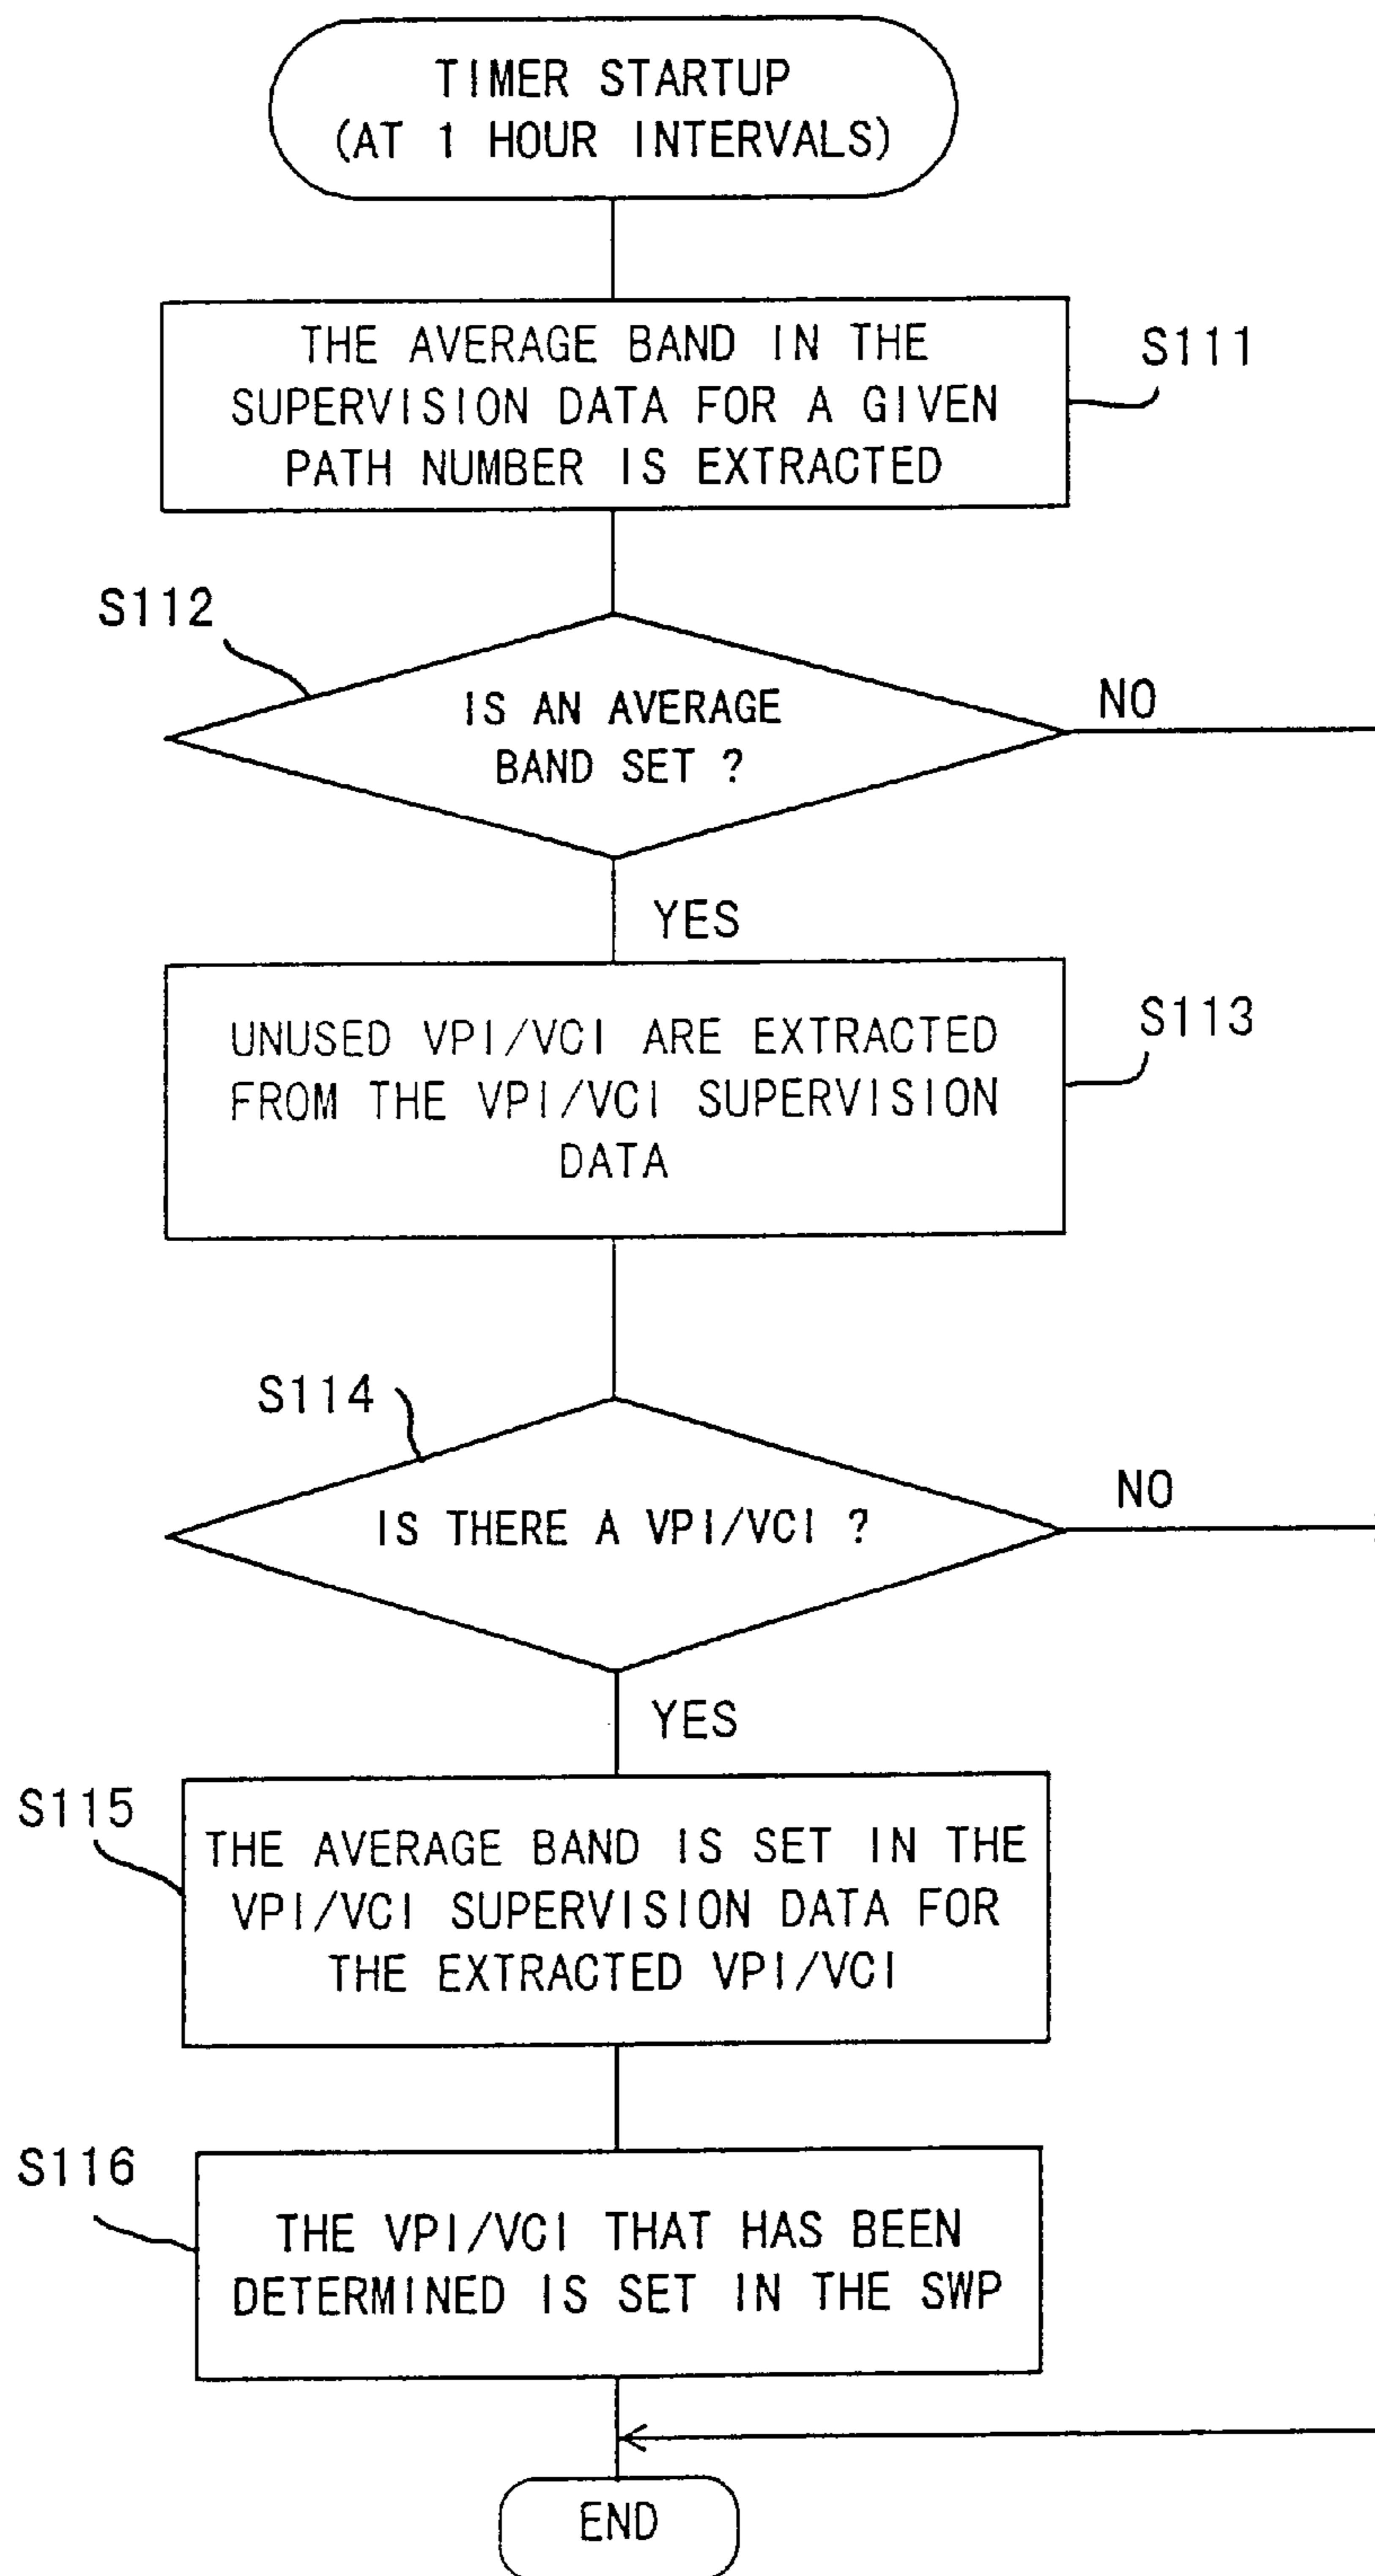 TIMER STARTUP
(AT 1 HOUR INTERVALS)
THE AVERAGE BAND IN THE
SUPERVISION DATA FOR A GIVEN
PATH NUMBER IS EXTRACTED
S111
S112
IS AN AVERAGE
BAND SET ?
NO
YES
UNUSED VPI/VCI ARE EXTRACTED
FROM THE VPI/VCI SUPERVISION
DATA
S113
S114
IS THERE A VPI/VCI ?
NO
YES
S115
THE AVERAGE BAND IS SET IN THE
VPI/VCI SUPERVISION DATA FOR
THE EXTRACTED VPI/VCI
S116
THE VPI/VCI THAT HAS BEEN
DETERMINED IS SET IN THE SWP
END